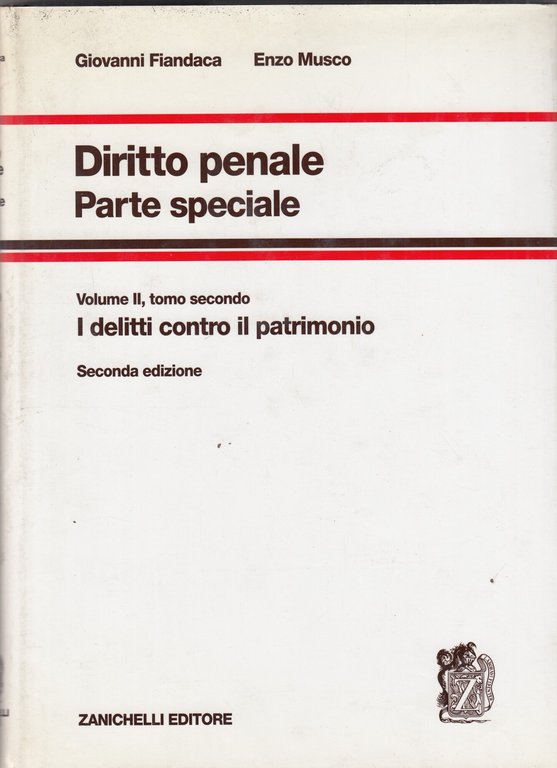 Giovanni Fiandaca Enzo Musco
Diritto penale
Parte speciale
Volume II, tomo secondo
I delitti contro il patrimonio
Seconda edizione
Z
ZANICHELLI EDITORE